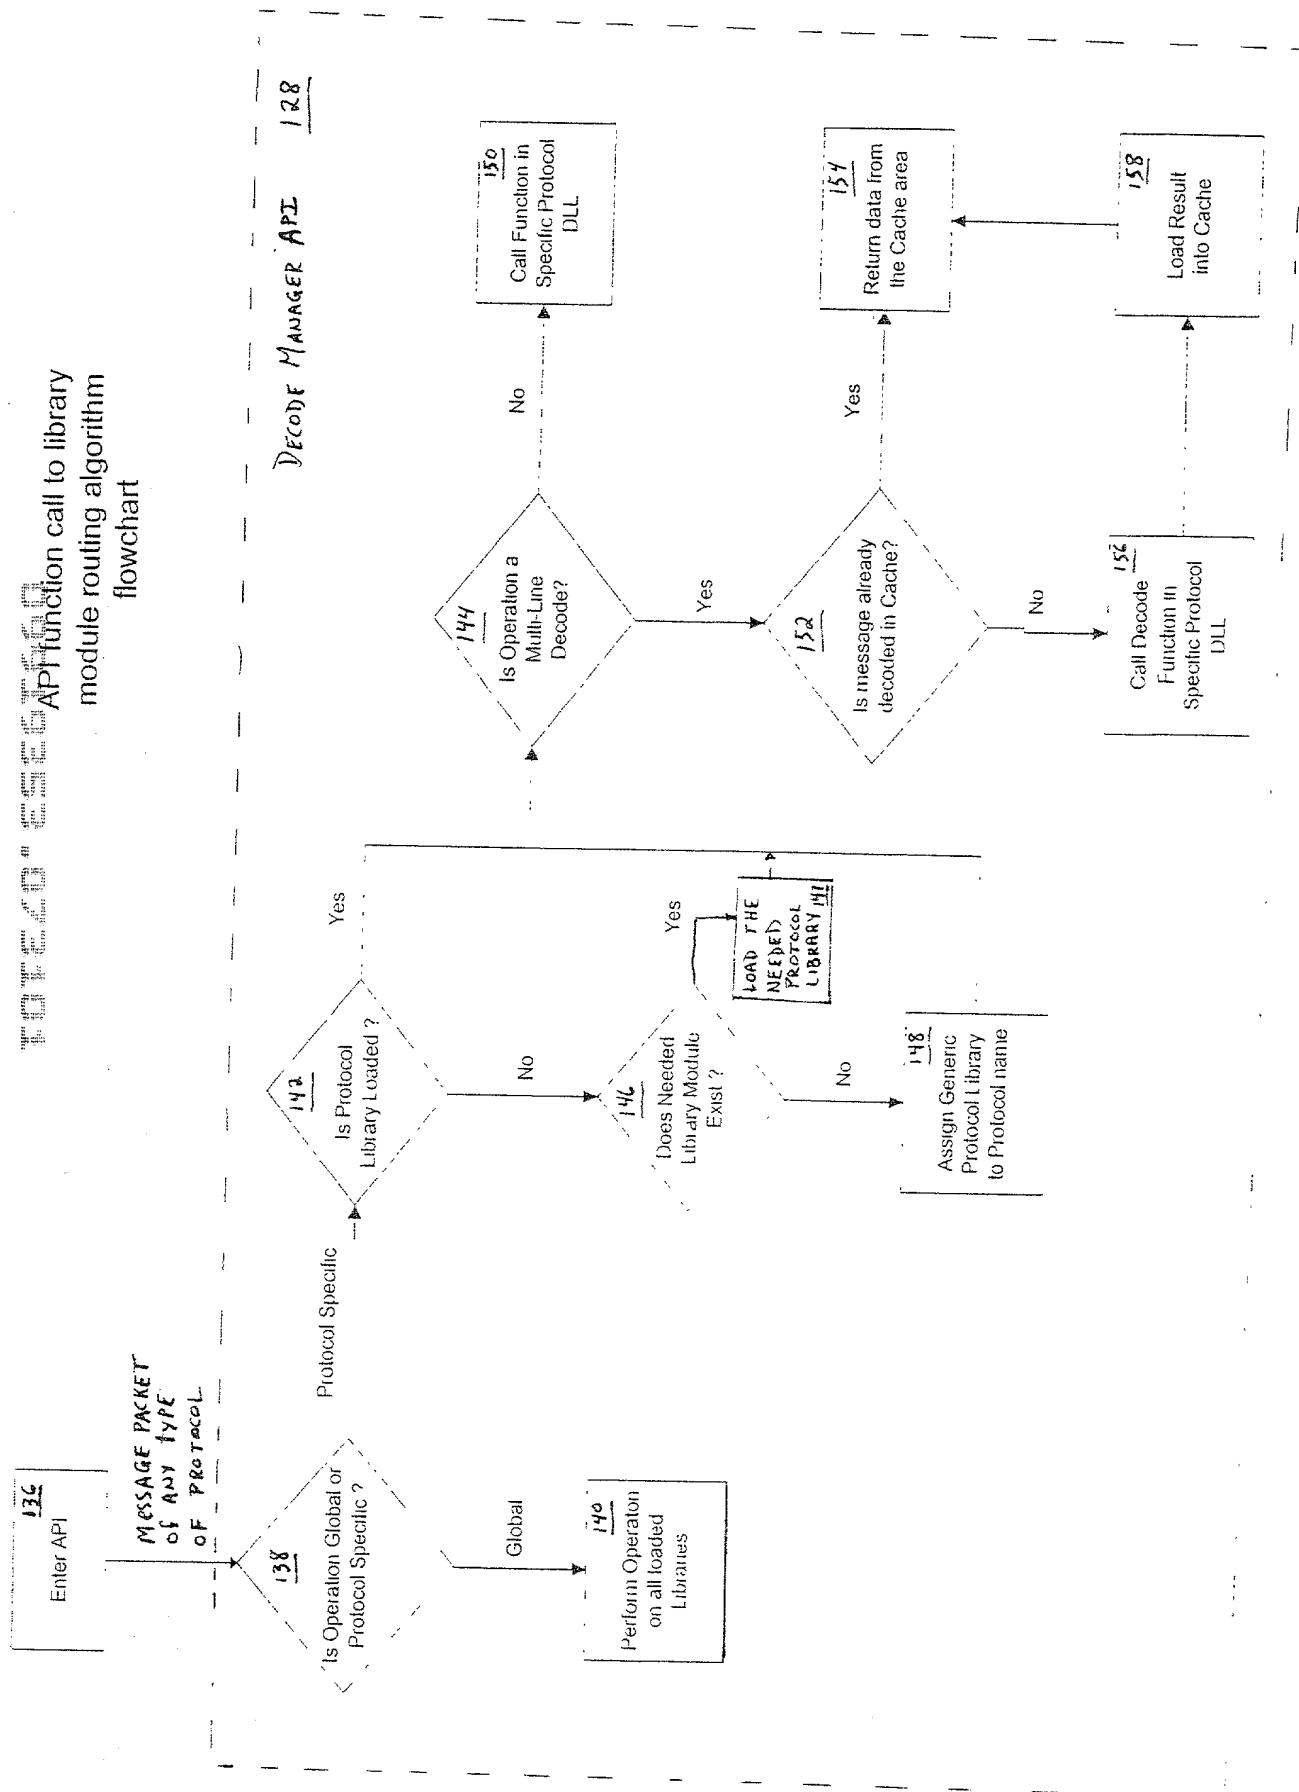 API function call to library
module routing algorithm
flowchart
DECODE MANAGER API 128
136
Enter API
MESSAGE PACKET
OF ANY TYPE
OF PROTOCOL
138
Is Operation Global or
Protocol Specific ?
Global
140
Perform Operaton
on all loaded
Libranes
Protocol Specific
142
Is Protocol
Library Loaded ?
Yes
No
146
Does Needed
Library Module
Exist ?
Yes
LOAD THE
NEEDED
PROTOCOL
LIBRARY 147
No
148
Assign Generic
Protocol Library
to Protocol name
144
Is Operation a
Multi-Line
Decode?
No
150
Call Function in
Specific Protocol
DLL
Yes
152
Is message already
decoded in Cache?
Yes
154
Return data from
the Cache area
No
156
Call Decode
Function in
Specific Protocol
DLL
158
Load Result
into Cache